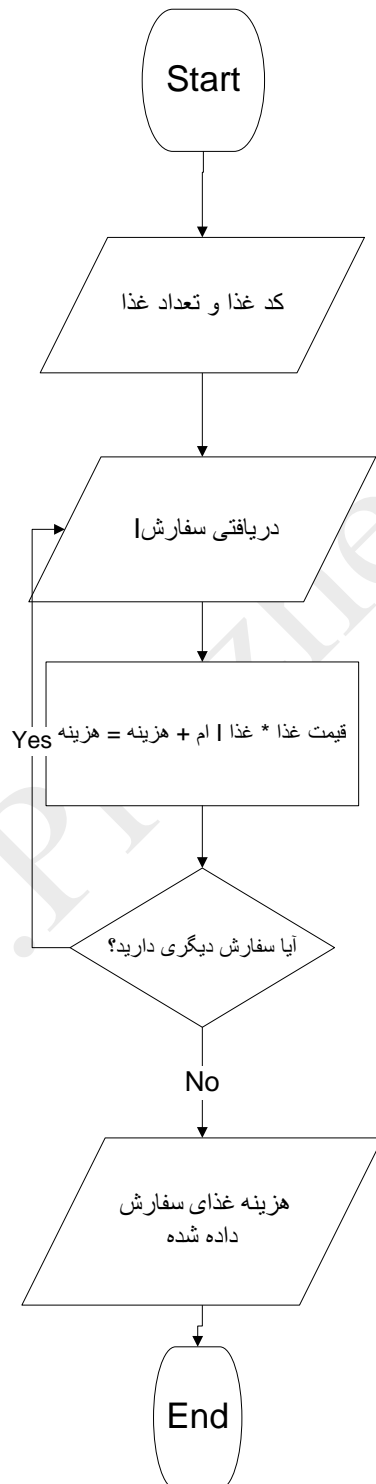 Start
کد غذا و تعداد غذا
دریافتی سفارش I
قیمت غذا * غذا I ام + هزینه = هزینه
Yes
آیا سفارش دیگری دارید؟
No
هزینه غذای سفارش
داده شده
End